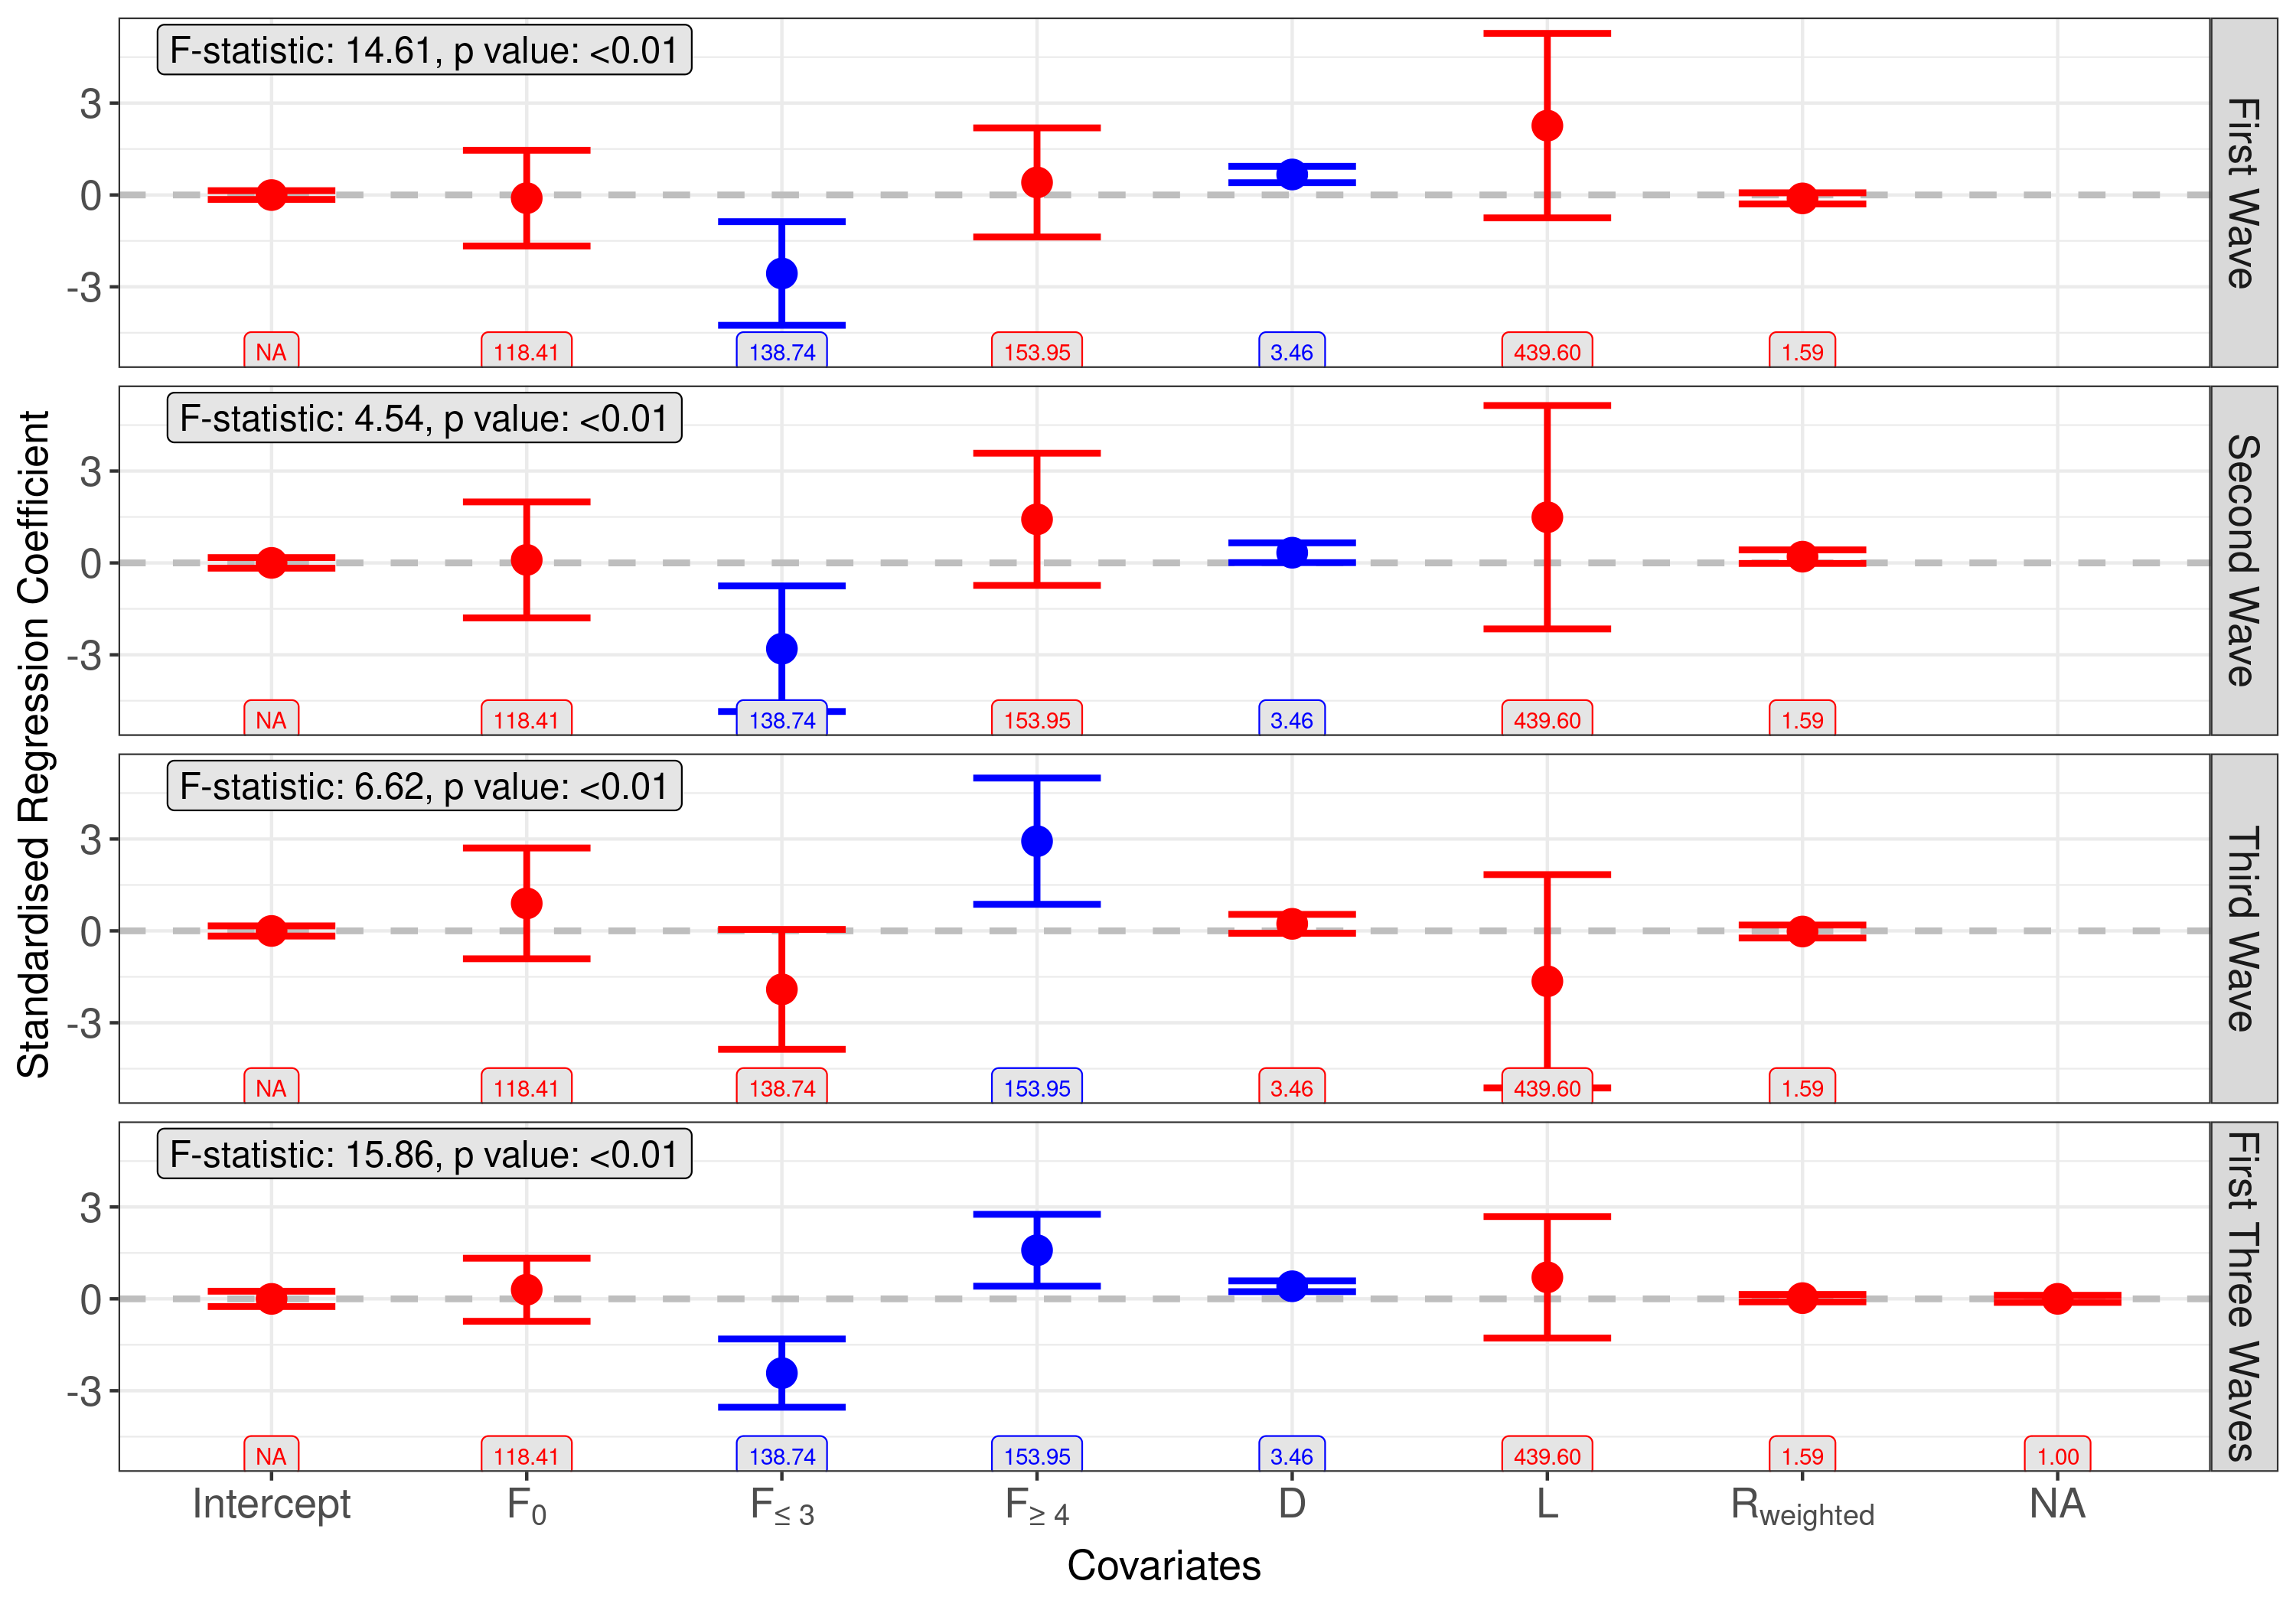 Standardised Regression Coefficient
F-statistic: 14.61, p value: <0.01
3
0
-3
NA 118.41 138.74 153.95 3.46 439.60 1.59
First Wave
F-statistic: 4.54, p value: <0.01
3
0
-3
NA 118.41 138.74 153.95 3.46 439.60 1.59
Second Wave
F-statistic: 6.62, p value: <0.01
3
0
-3
NA 118.41 138.74 153.95 3.46 439.60 1.59
Third Wave
F-statistic: 15.86, p value: <0.01
3
0
-3
NA 118.41 138.74 153.95 3.46 439.60 1.59 1.00
First Three Waves
Intercept F0 F≤ 3 F≥ 4 D L Rweighted NA
Covariates